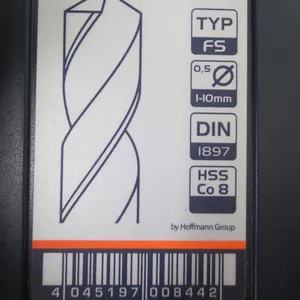 TYP
FS
0,5 Ø
1-10mm
DIN
1897
HSS
Co 8
by Hoffmann Group
4 045197 008442